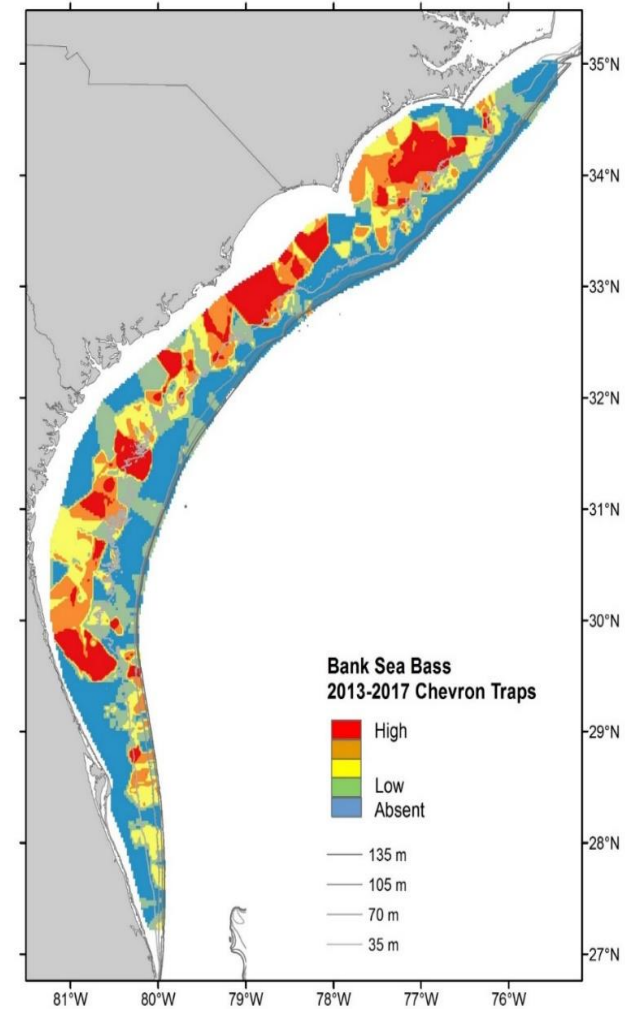 35°N
34°N
33°N
32°N
31°N
30°N
29°N
28°N
27°N
Bank Sea Bass
2013-2017 Chevron Traps
High
Low
Absent
135 m
105 m
70 m
35 m
81°W 80°W 79°W 78°W 77°W 76°W